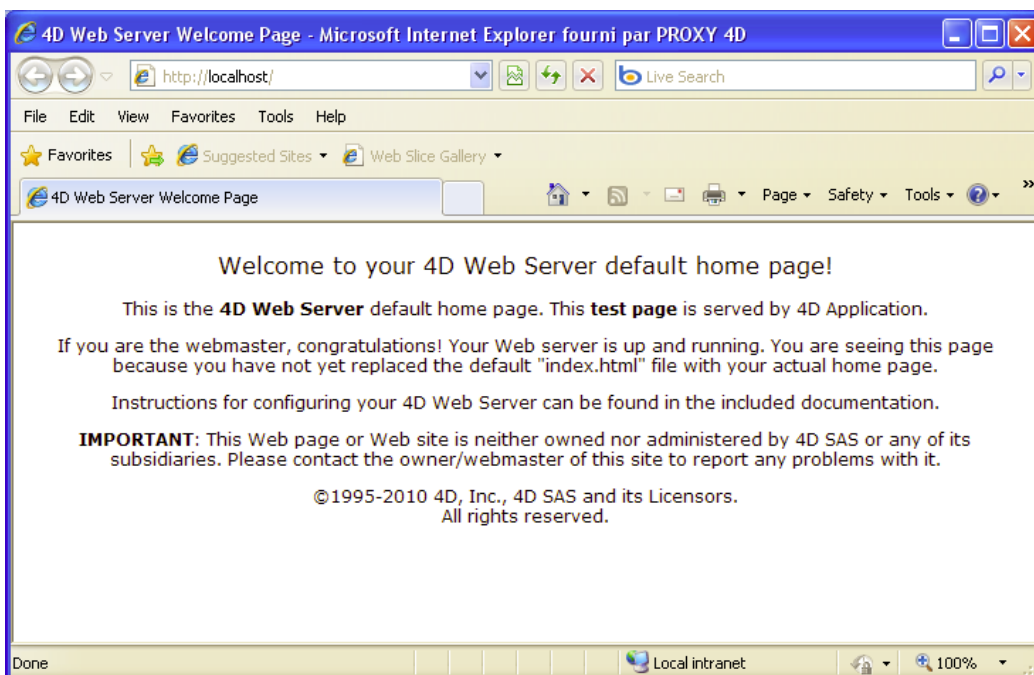 4D Web Server Welcome Page - Microsoft Internet Explorer fourni par PROXY 4D
http://localhost/
Live Search
File Edit View Favorites Tools Help
Favorites Suggested Sites Web Slice Gallery
4D Web Server Welcome Page Page Safety Tools »
Welcome to your 4D Web Server default home page!
This is the 4D Web Server default home page. This test page is served by 4D Application.
If you are the webmaster, congratulations! Your Web server is up and running. You are seeing this page
because you have not yet replaced the default "index.html" file with your actual home page.
Instructions for configuring your 4D Web Server can be found in the included documentation.
IMPORTANT: This Web page or Web site is neither owned nor administered by 4D SAS or any of its
subsidiaries. Please contact the owner/webmaster of this site to report any problems with it.
©1995-2010 4D, Inc., 4D SAS and its Licensors.
All rights reserved.
Done Local intranet 100%